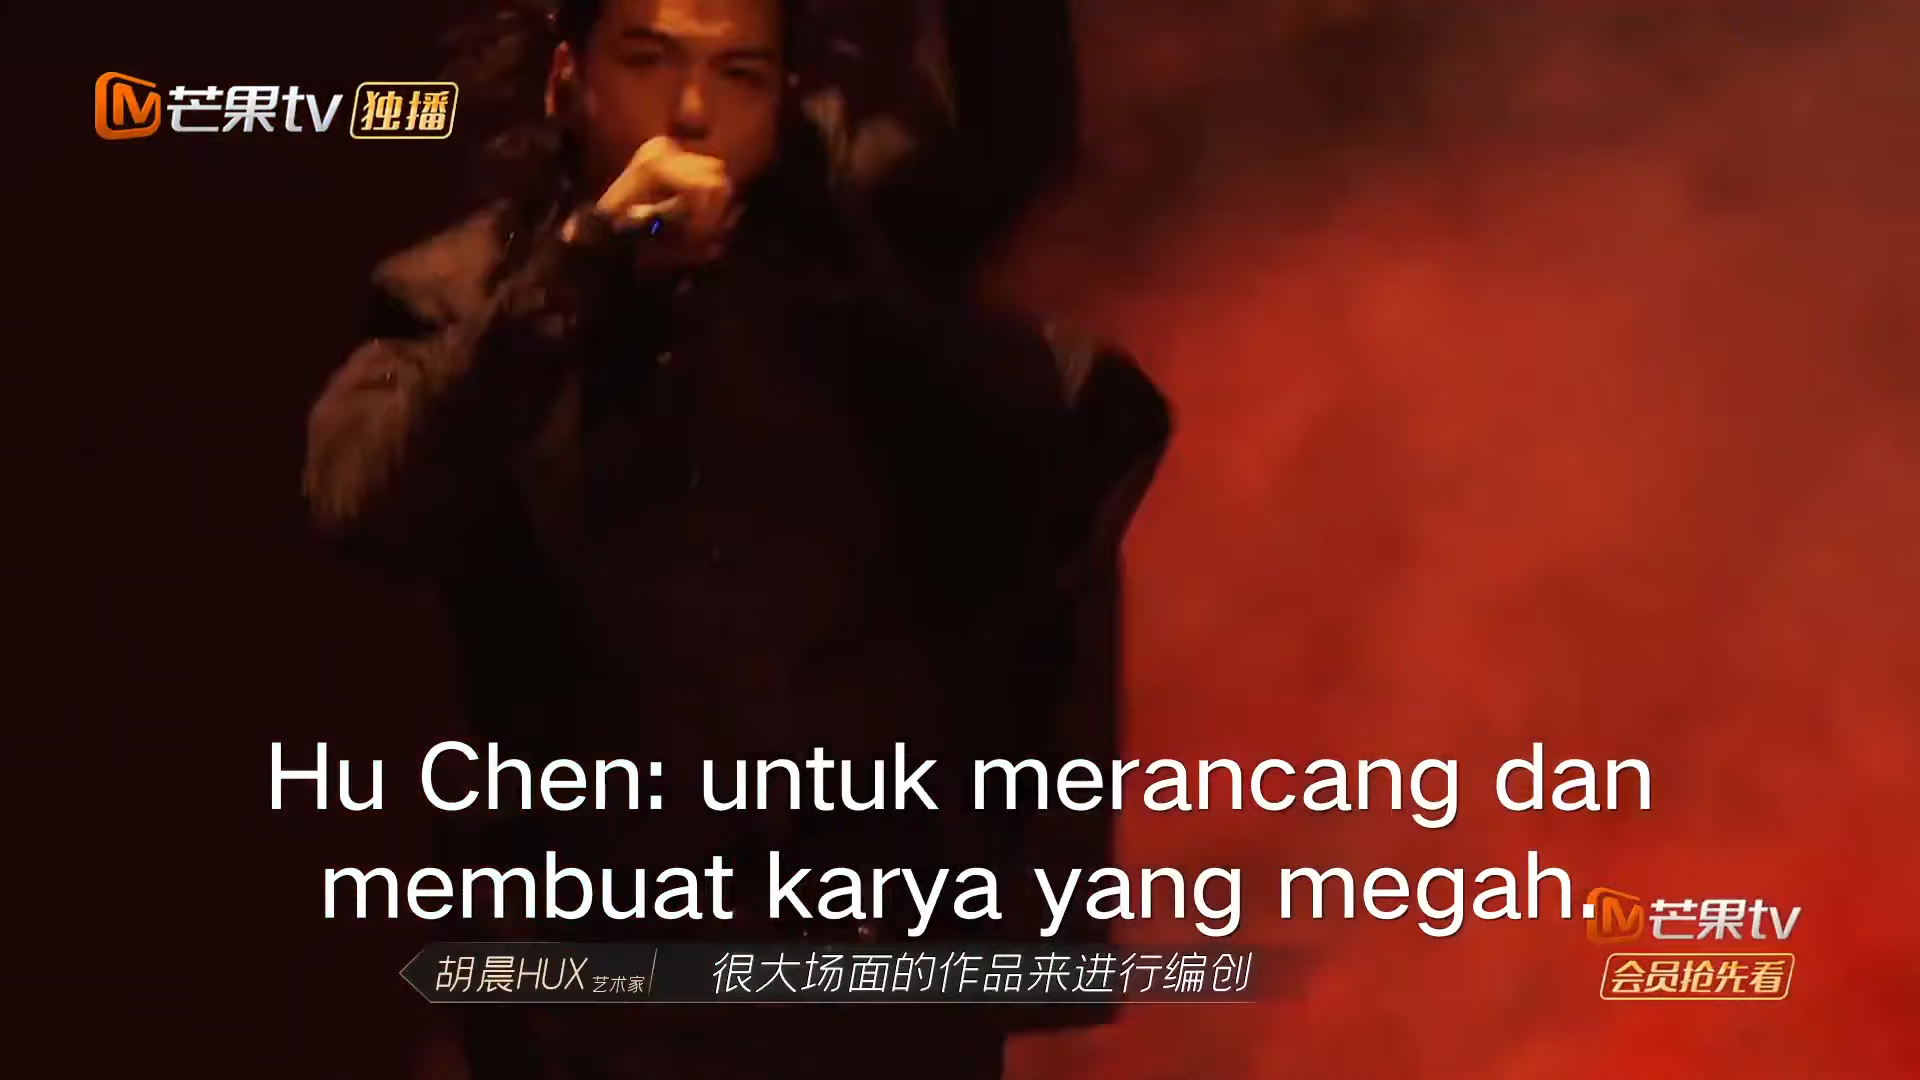 芒果tv 独播
Hu Chen: untuk merancang dan
membuat karya yang megah.
芒果tv
胡晨HUX 艺术家 很大场面的作品来进行编创
会员抢先看